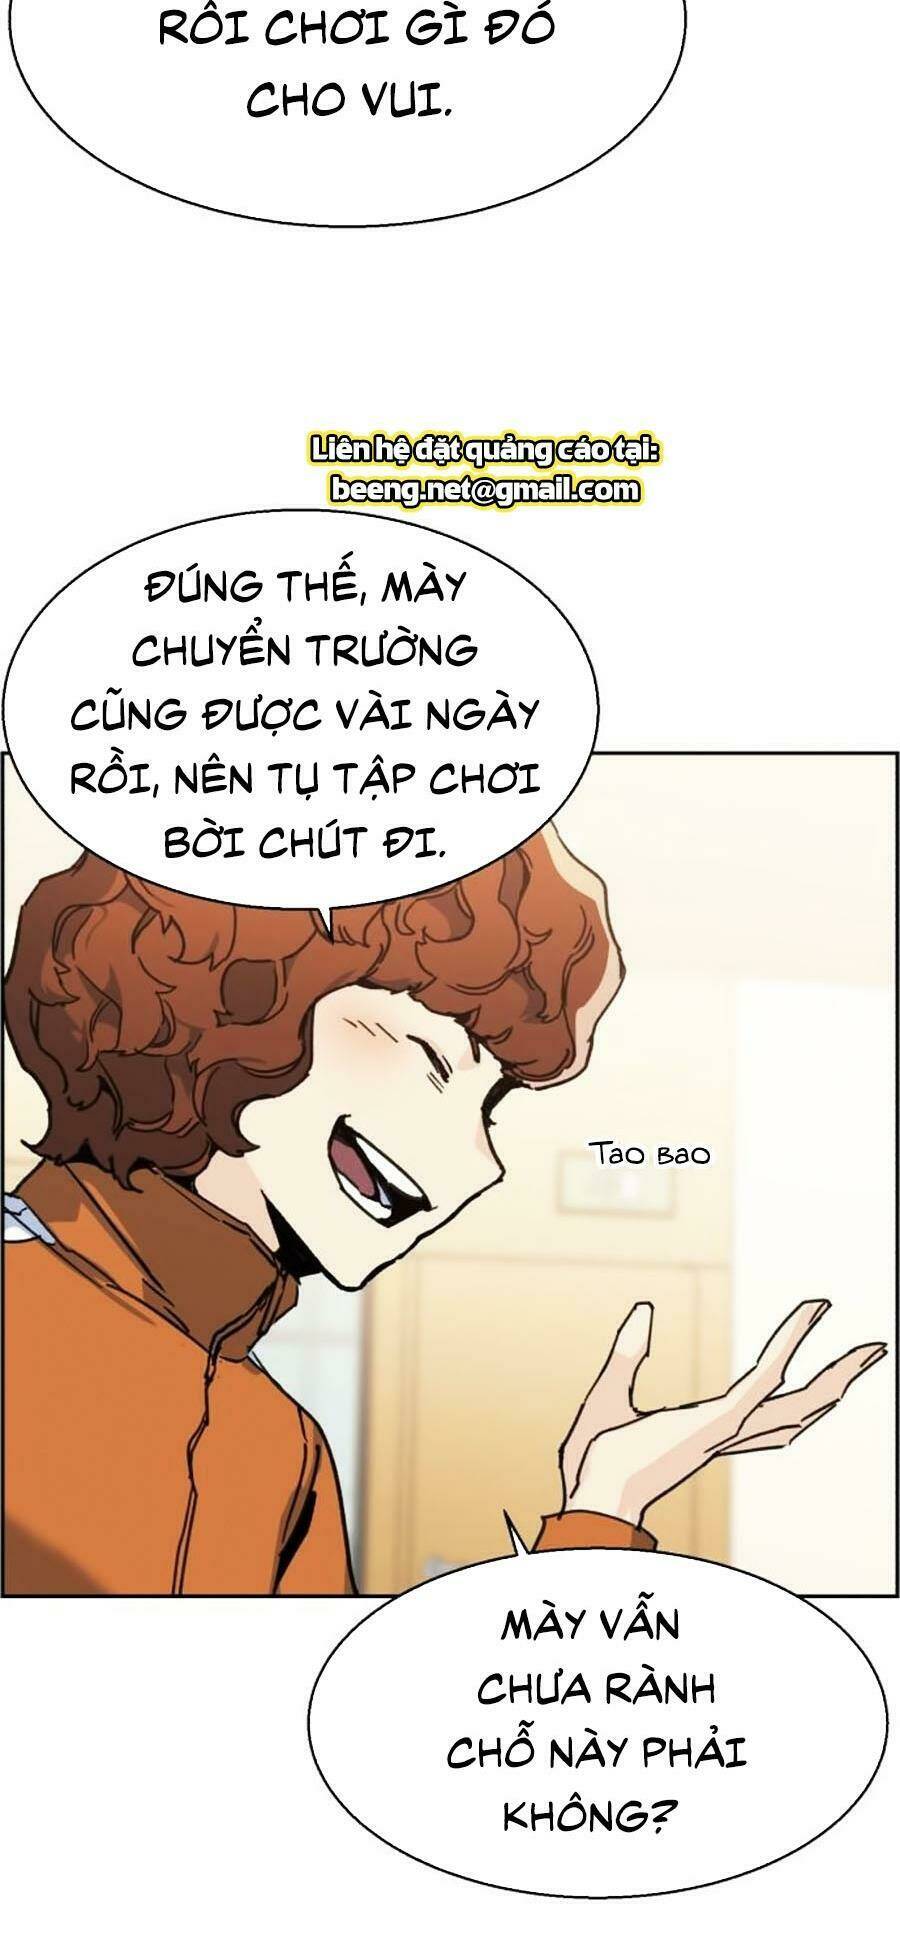 RỒI CHƠI GÌ ĐÓ
CHO VUI.
Liên hệ đặt quảng cáo tại:
beeng.net@gmail.com
ĐÚNG THẾ, MÀY
CHUYỂN TRƯỜNG
CŨNG ĐƯỢC VÀI NGÀY
RỒI, NÊN TỤ TẬP CHƠI
BỜI CHÚT ĐI.
TAO BAO
MÀY VẪN
CHƯA RÀNH
CHỖ NÀY PHẢI
KHÔNG?